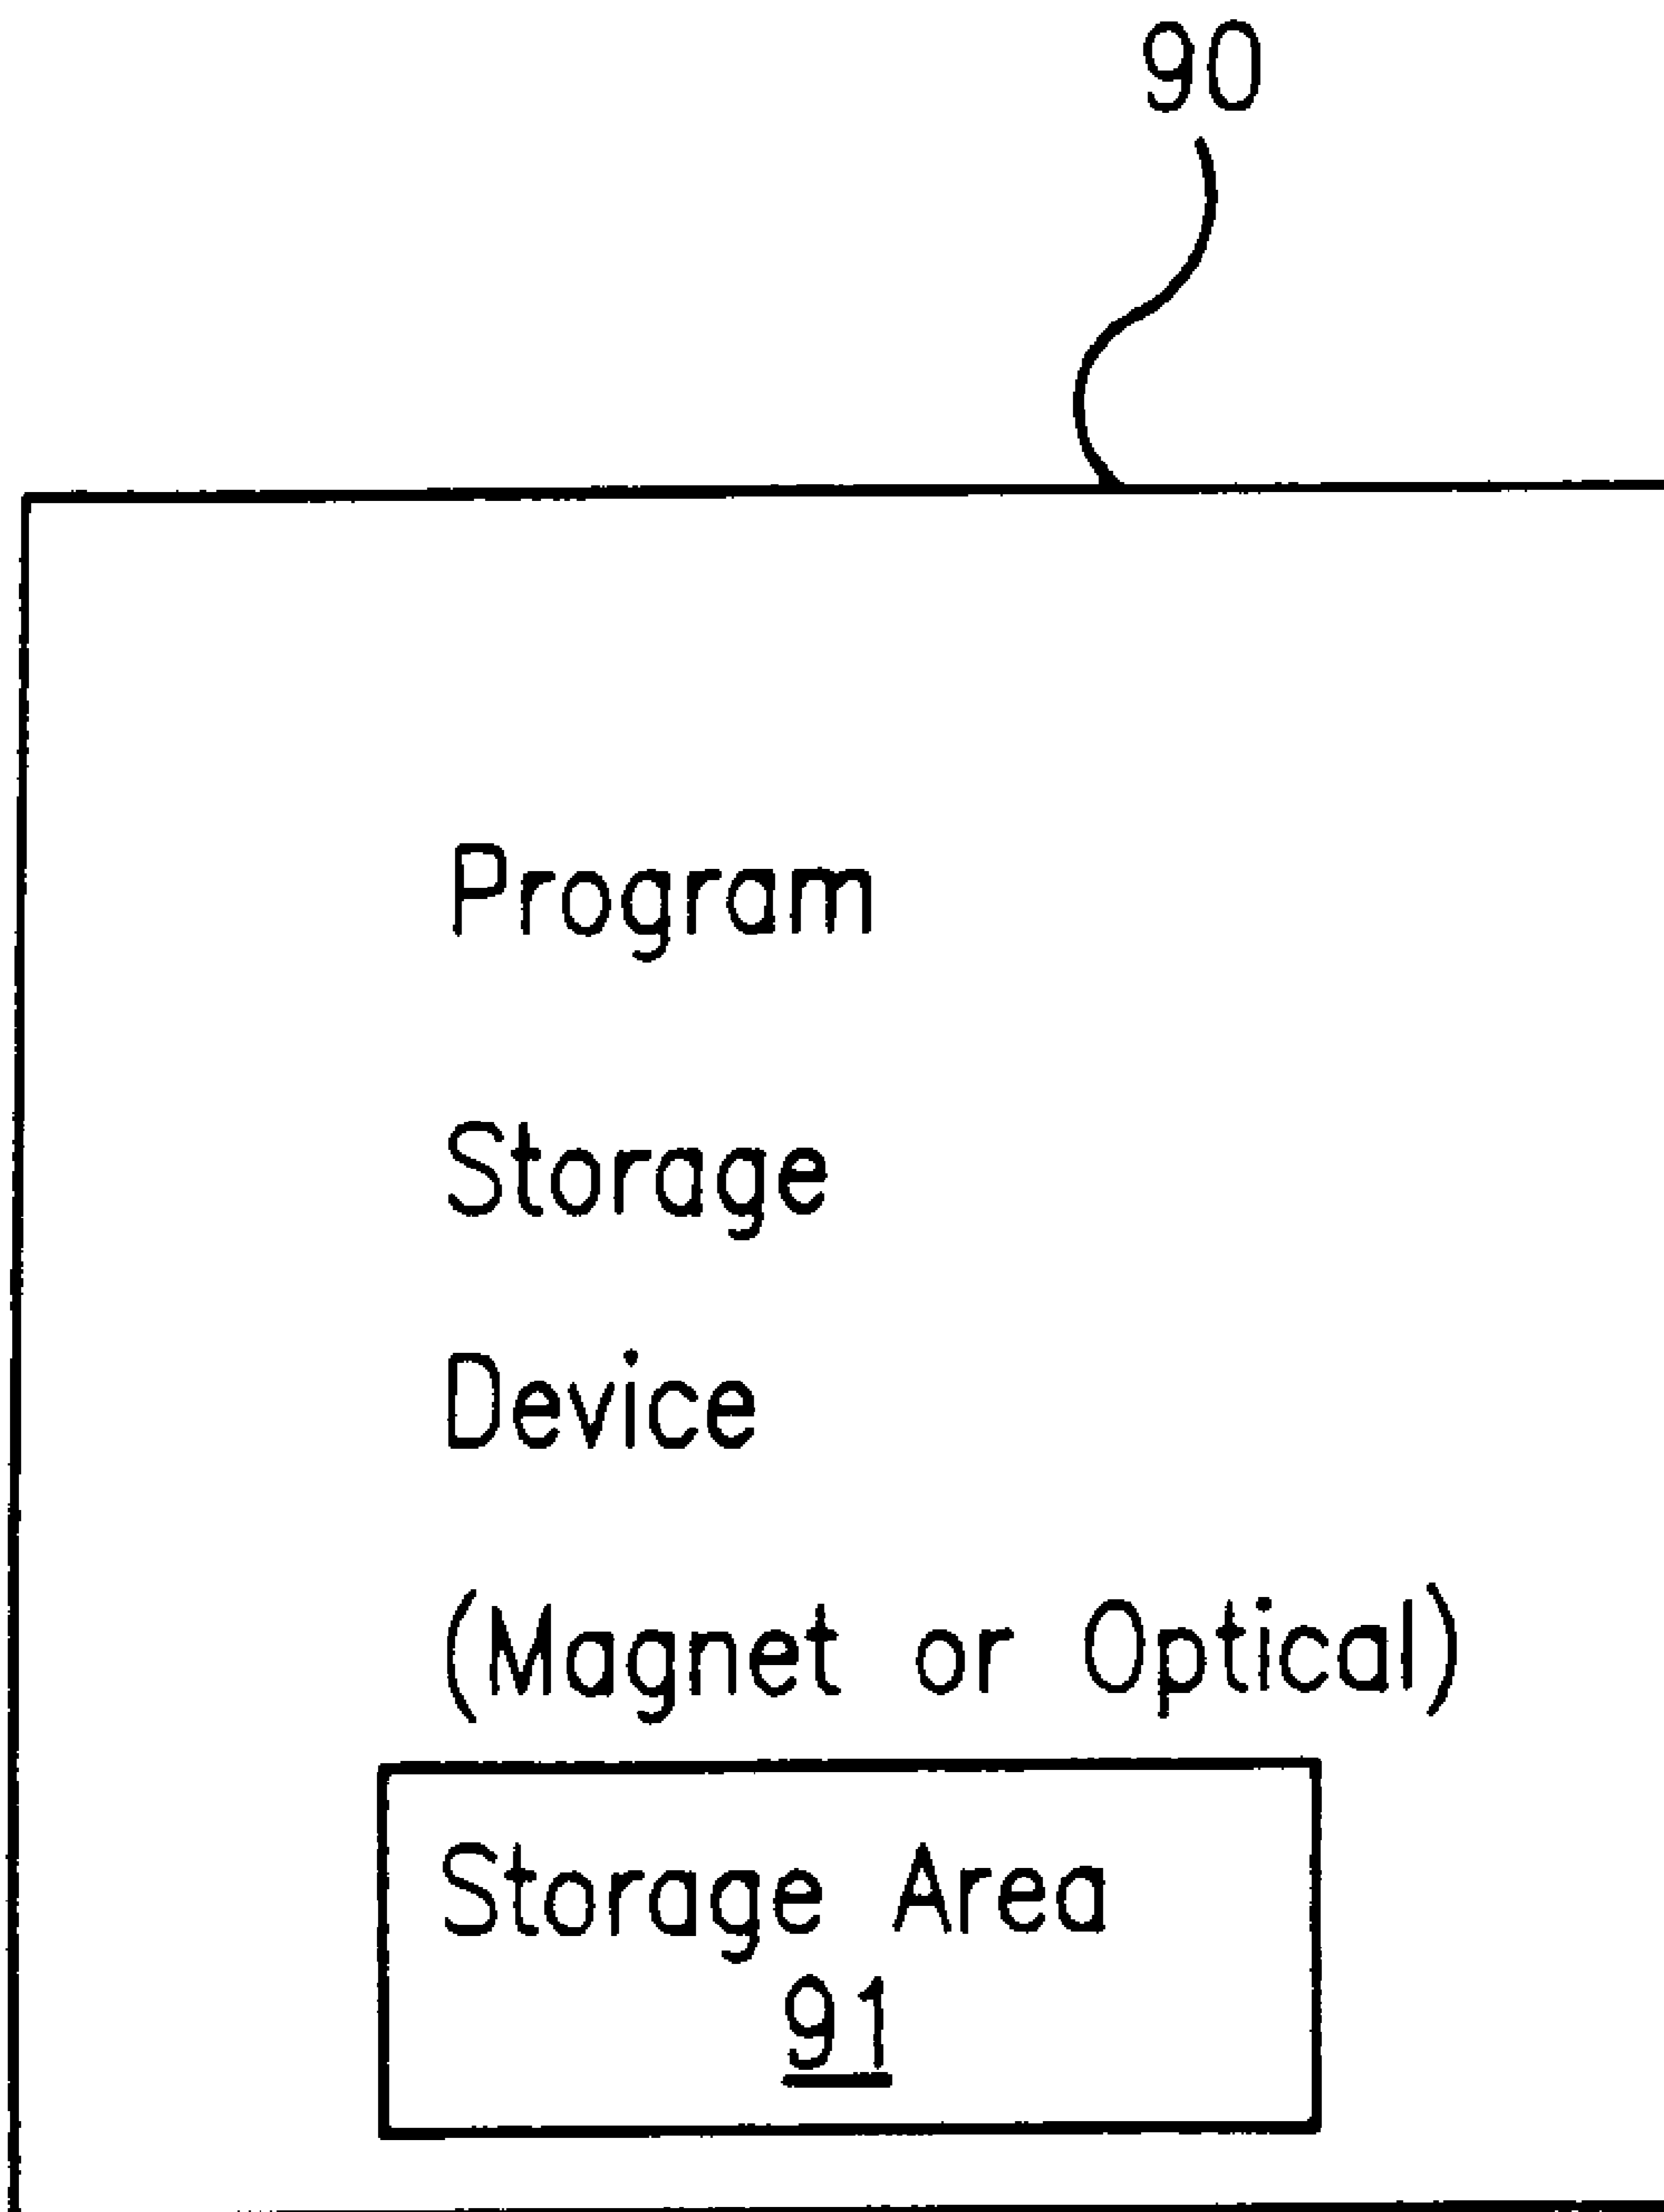 90
Program
Storage
Device
(Magnet or Optical)
Storage Area
91